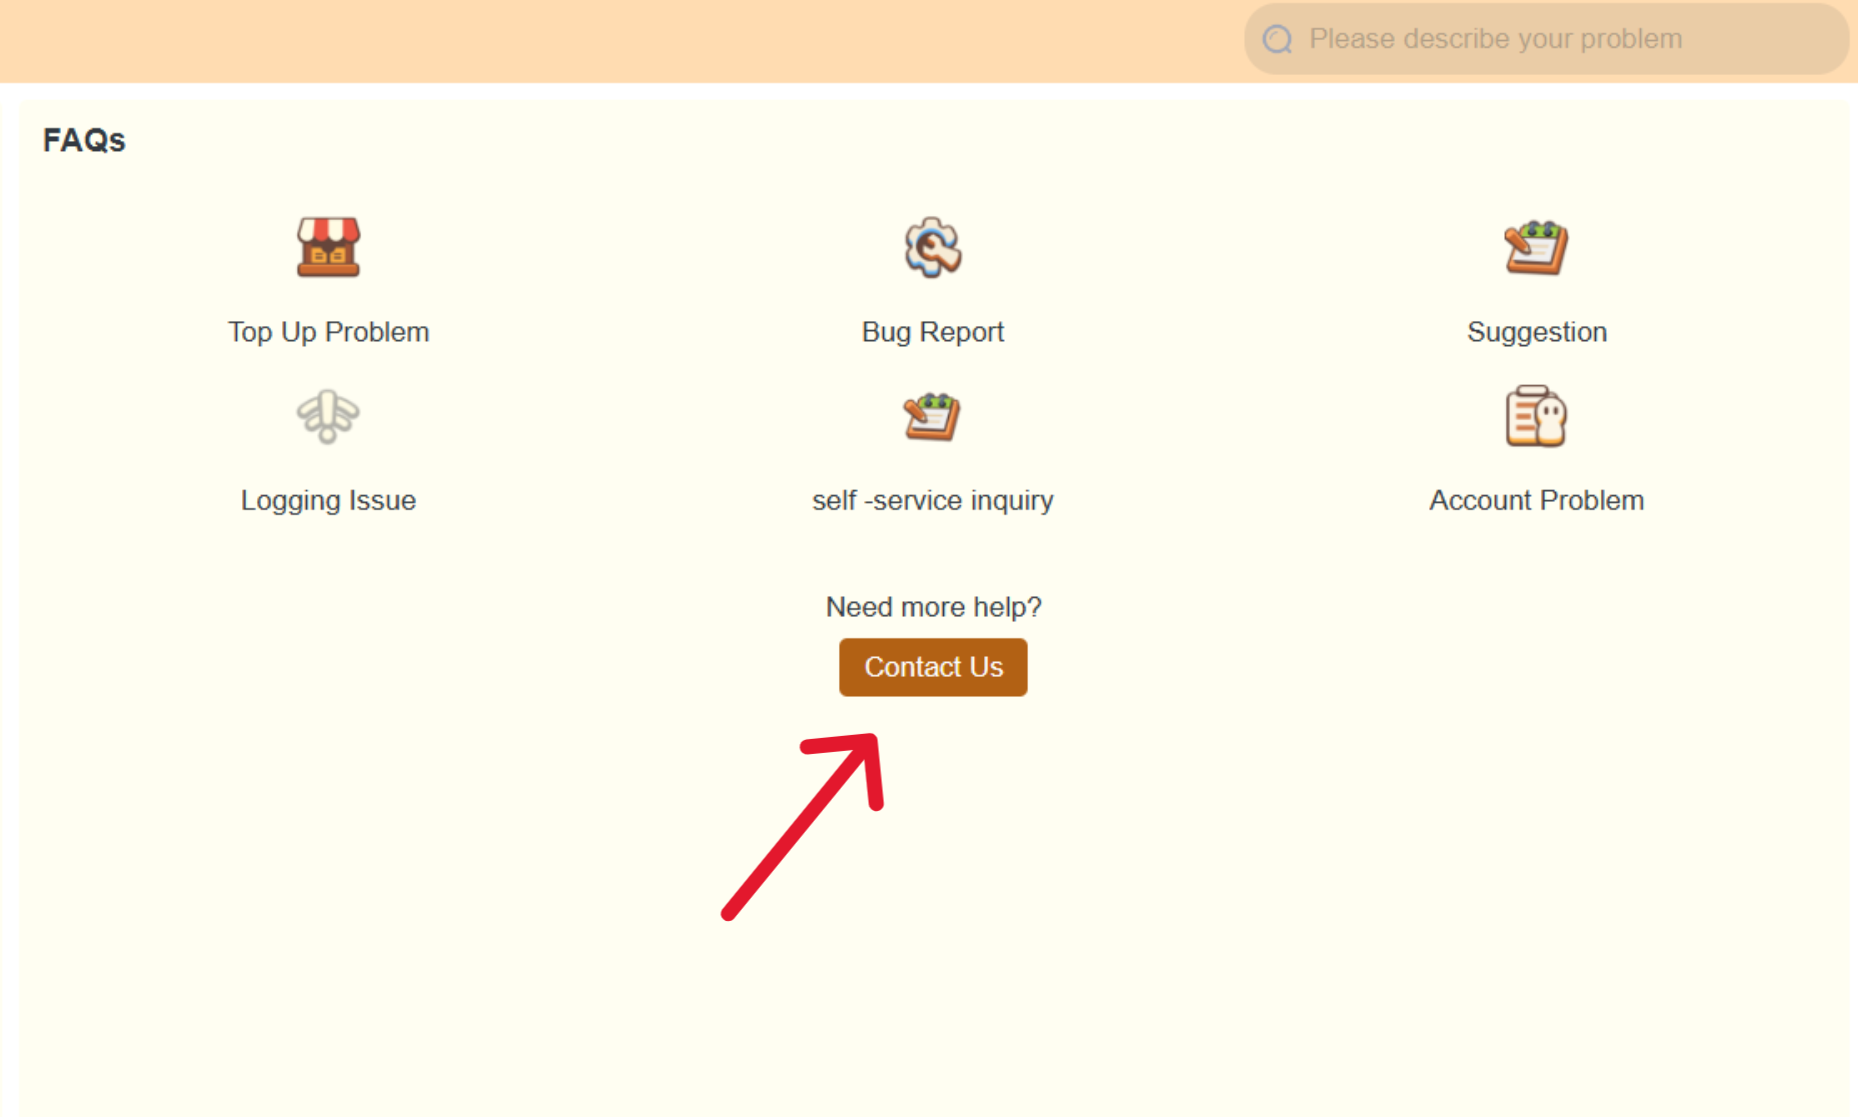 Please describe your problem
FAQs
Top Up Problem
Bug Report
Suggestion
Logging Issue
self -service inquiry
Account Problem
Need more help?
Contact Us